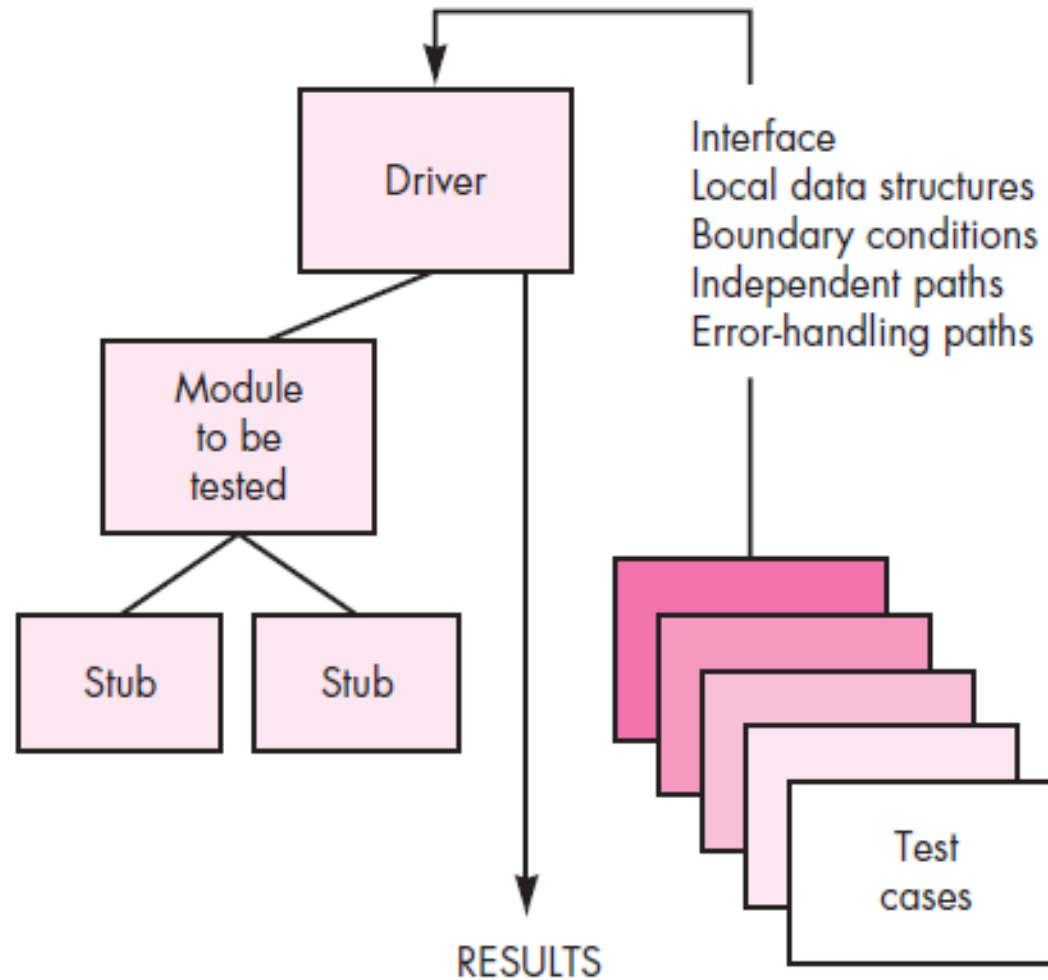 Driver
Interface
Local data structures
Boundary conditions
Independent paths
Error-handling paths
Module
to be
tested
Stub
Stub
Test
cases
RESULTS